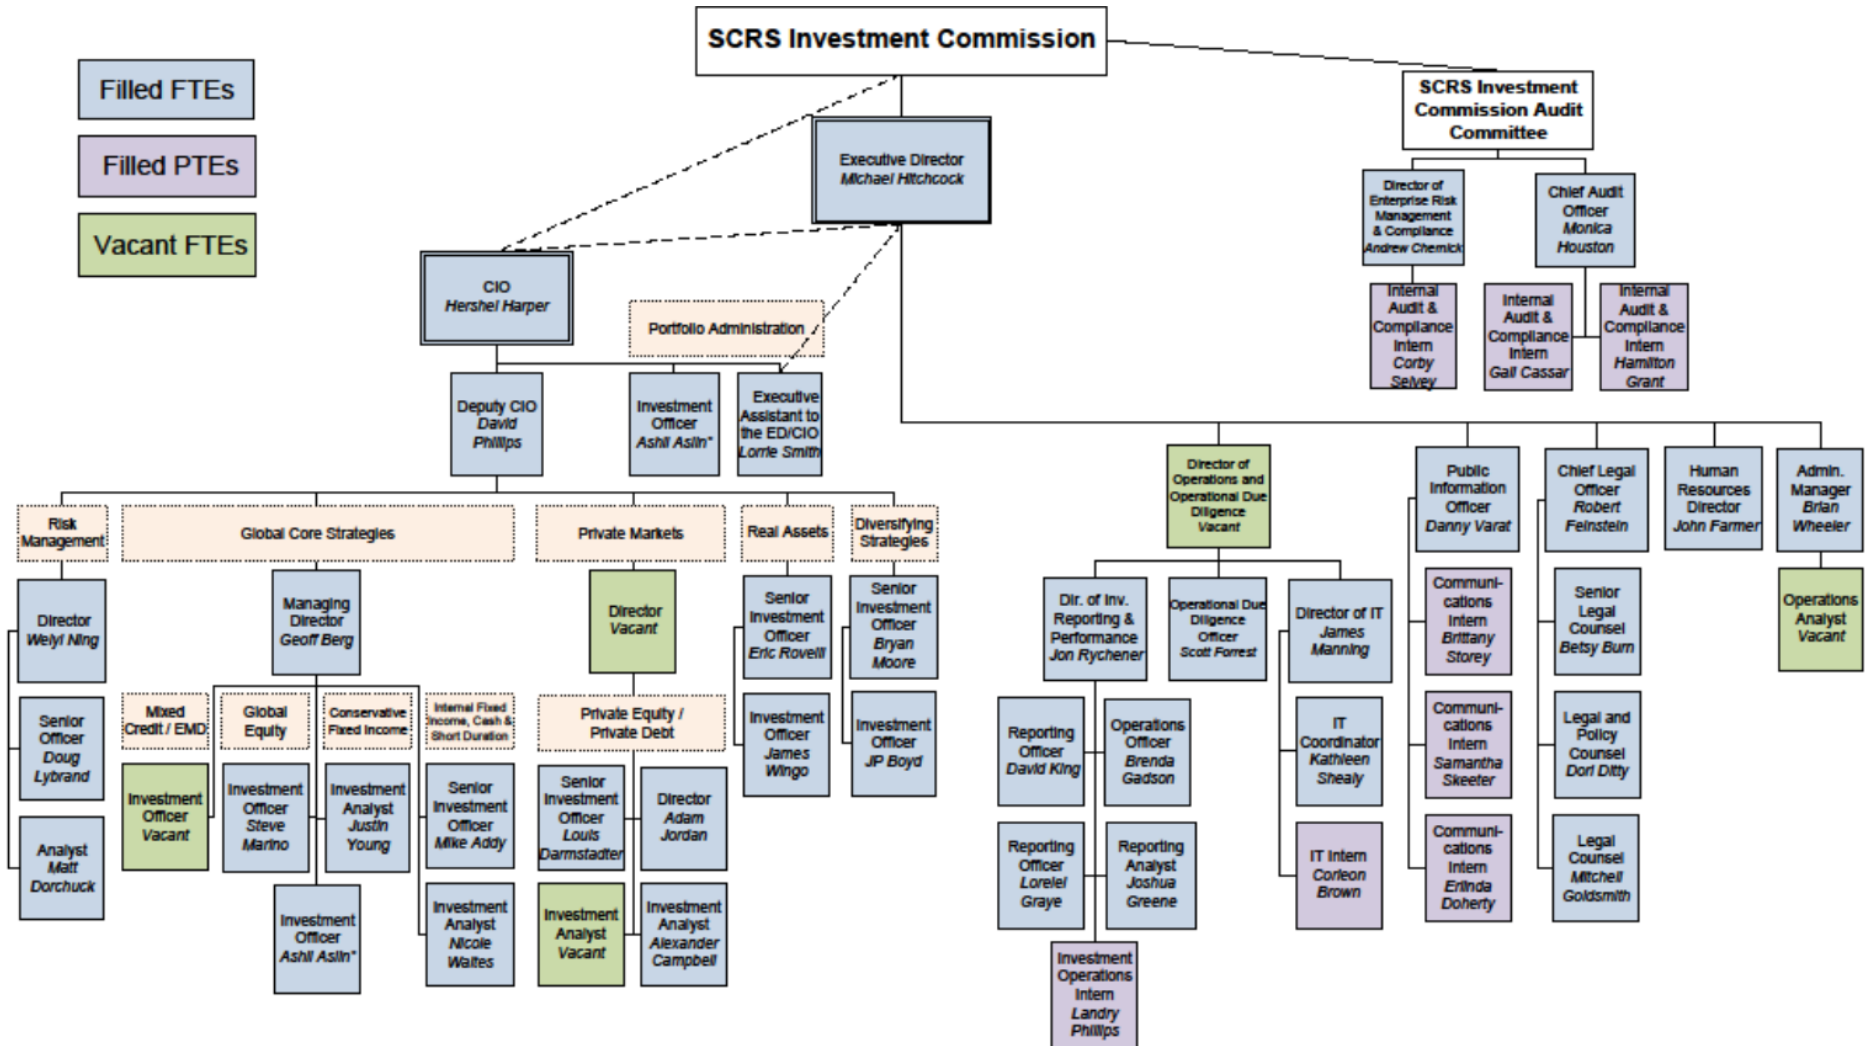 SCRS Investment Commission
Filled FTEs
Filled PTEs
Vacant FTEs
SCRS Investment
Commission Audit
Committee
Executive Director
Michael Hitchcock
Director of
Enterprise Risk
Management
& Compliance
Andrew Chernick
Chief Audit
Officer
Monica
Houston
Internal
Audit &
Compliance
Intern
Corby
Selvey
Internal
Audit &
Compliance
Intern
Gail Cassar
Internal
Audit &
Compliance
Intern
Hamilton
Grant
CIO
Hershel Harper
Portfolio Administration
Deputy CIO
David
Phillips
Investment
Officer
Ashli Aslin*
Executive
Assistant to
the ED/CIO
Lorrie Smith
Risk
Management
Global Core Strategies
Private Markets
Real Assets
Diversifying
Strategies
Director
Weiyi Ning
Senior
Officer
Doug
Lybrand
Analyst
Matt
Dorchuck
Managing
Director
Geoff Berg
Mixed
Credit / EMD
Global
Equity
Conservative
Fixed Income
Internal Fixed
Income, Cash &
Short Duration
Investment
Officer
Vacant
Investment
Officer
Steve
Marino
Investment
Analyst
Justin
Young
Senior
Investment
Officer
Mike Addy
Investment
Officer
Ashli Aslin*
Investment
Analyst
Nicole
Waites
Director
Vacant
Private Equity /
Private Debt
Senior
Investment
Officer
Louis
Darmstadter
Director
Adam
Jordan
Investment
Analyst
Vacant
Investment
Analyst
Alexander
Campbell
Senior
Investment
Officer
Eric Rovelli
Investment
Officer
James
Wingo
Senior
Investment
Officer
Bryan
Moore
Investment
Officer
JP Boyd
Director of
Operations and
Operational Due
Diligence
Vacant
Dir. of Inv.
Reporting &
Performance
Jon Rychener
Operational Due
Diligence
Officer
Scott Forrest
Director of IT
James
Manning
Reporting
Officer
David King
Operations
Officer
Brenda
Gadson
Reporting
Officer
Lorelei
Graye
Reporting
Analyst
Joshua
Greene
Investment
Operations
Intern
Landry
Phillips
IT
Coordinator
Kathleen
Shealy
IT Intern
Corleon
Brown
Public
Information
Officer
Danny Varat
Communi-
cations
Intern
Brittany
Storey
Communi-
cations
Intern
Samantha
Skeeter
Communi-
cations
Intern
Erlinda
Doherty
Chief Legal
Officer
Robert
Feinstein
Senior
Legal
Counsel
Betsy Burn
Legal and
Policy
Counsel
Dori Ditty
Legal
Counsel
Mitchell
Goldsmith
Human
Resources
Director
John Farmer
Admin.
Manager
Brian
Wheeler
Operations
Analyst
Vacant